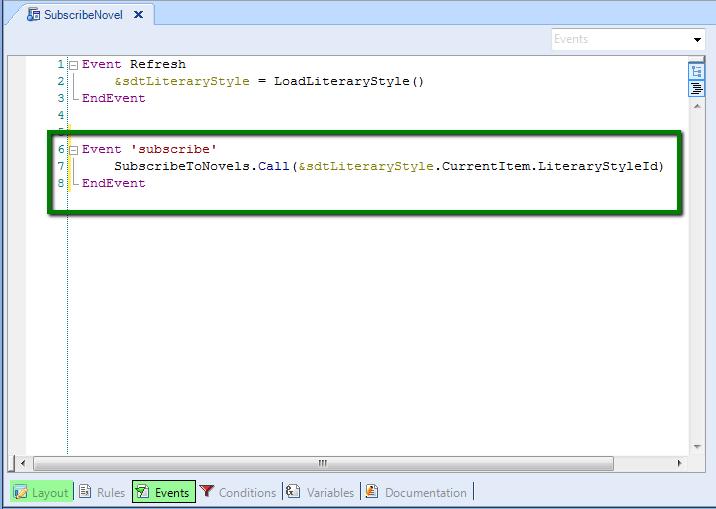 SubscribeNovel
Events
1 Event Refresh
2 &sdtLiteraryStyle = LoadLiteraryStyle()
3 EndEvent
4
5
6 Event 'subscribe'
7 SubscribeToNovels.Call(&sdtLiteraryStyle.CurrentItem.LiteraryStyleId)
8 EndEvent
Layout Rules Events Conditions Variables Documentation